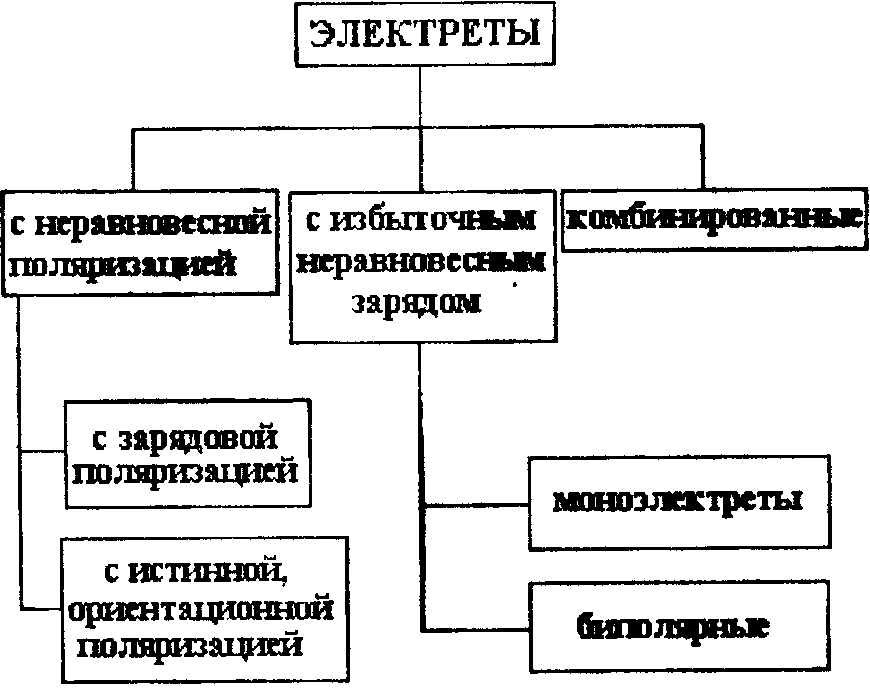 ЭЛЕКТРЕТЫ
с неравновесной
поляризацией
с избыточным
неравновесным
зарядом
комбинированные
с зарядовой
поляризацией
с истинной,
ориентационной
поляризацией
моноэлектреты
биполярные